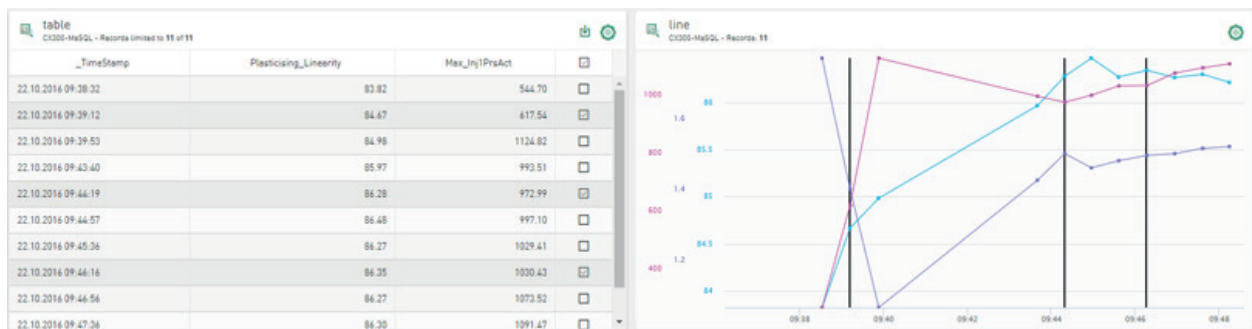 table
CX300-MaSQL - Records limited to 11 of 11
_TimeStamp Plasticising_Linearity Max_Inj1PrsAct
22.10.2016 09:38:32 83.82 544.70
22.10.2016 09:39:12 84.67 617.54
22.10.2016 09:39:53 84.98 1124.82
22.10.2016 09:43:40 85.97 993.51
22.10.2016 09:44:19 86.28 972.99
22.10.2016 09:44:57 86.48 997.10
22.10.2016 09:45:36 86.27 1029.41
22.10.2016 09:46:16 86.35 1030.43
22.10.2016 09:46:56 86.27 1073.52
22.10.2016 09:47:36 86.30 1091.47
line
CX300-MaSQL - Records: 11
1000
86
1.6
85.5
800
1.4
85
600
84.5
1.2
400
84
09:38 09:40 09:42 09:44 09:46 09:48